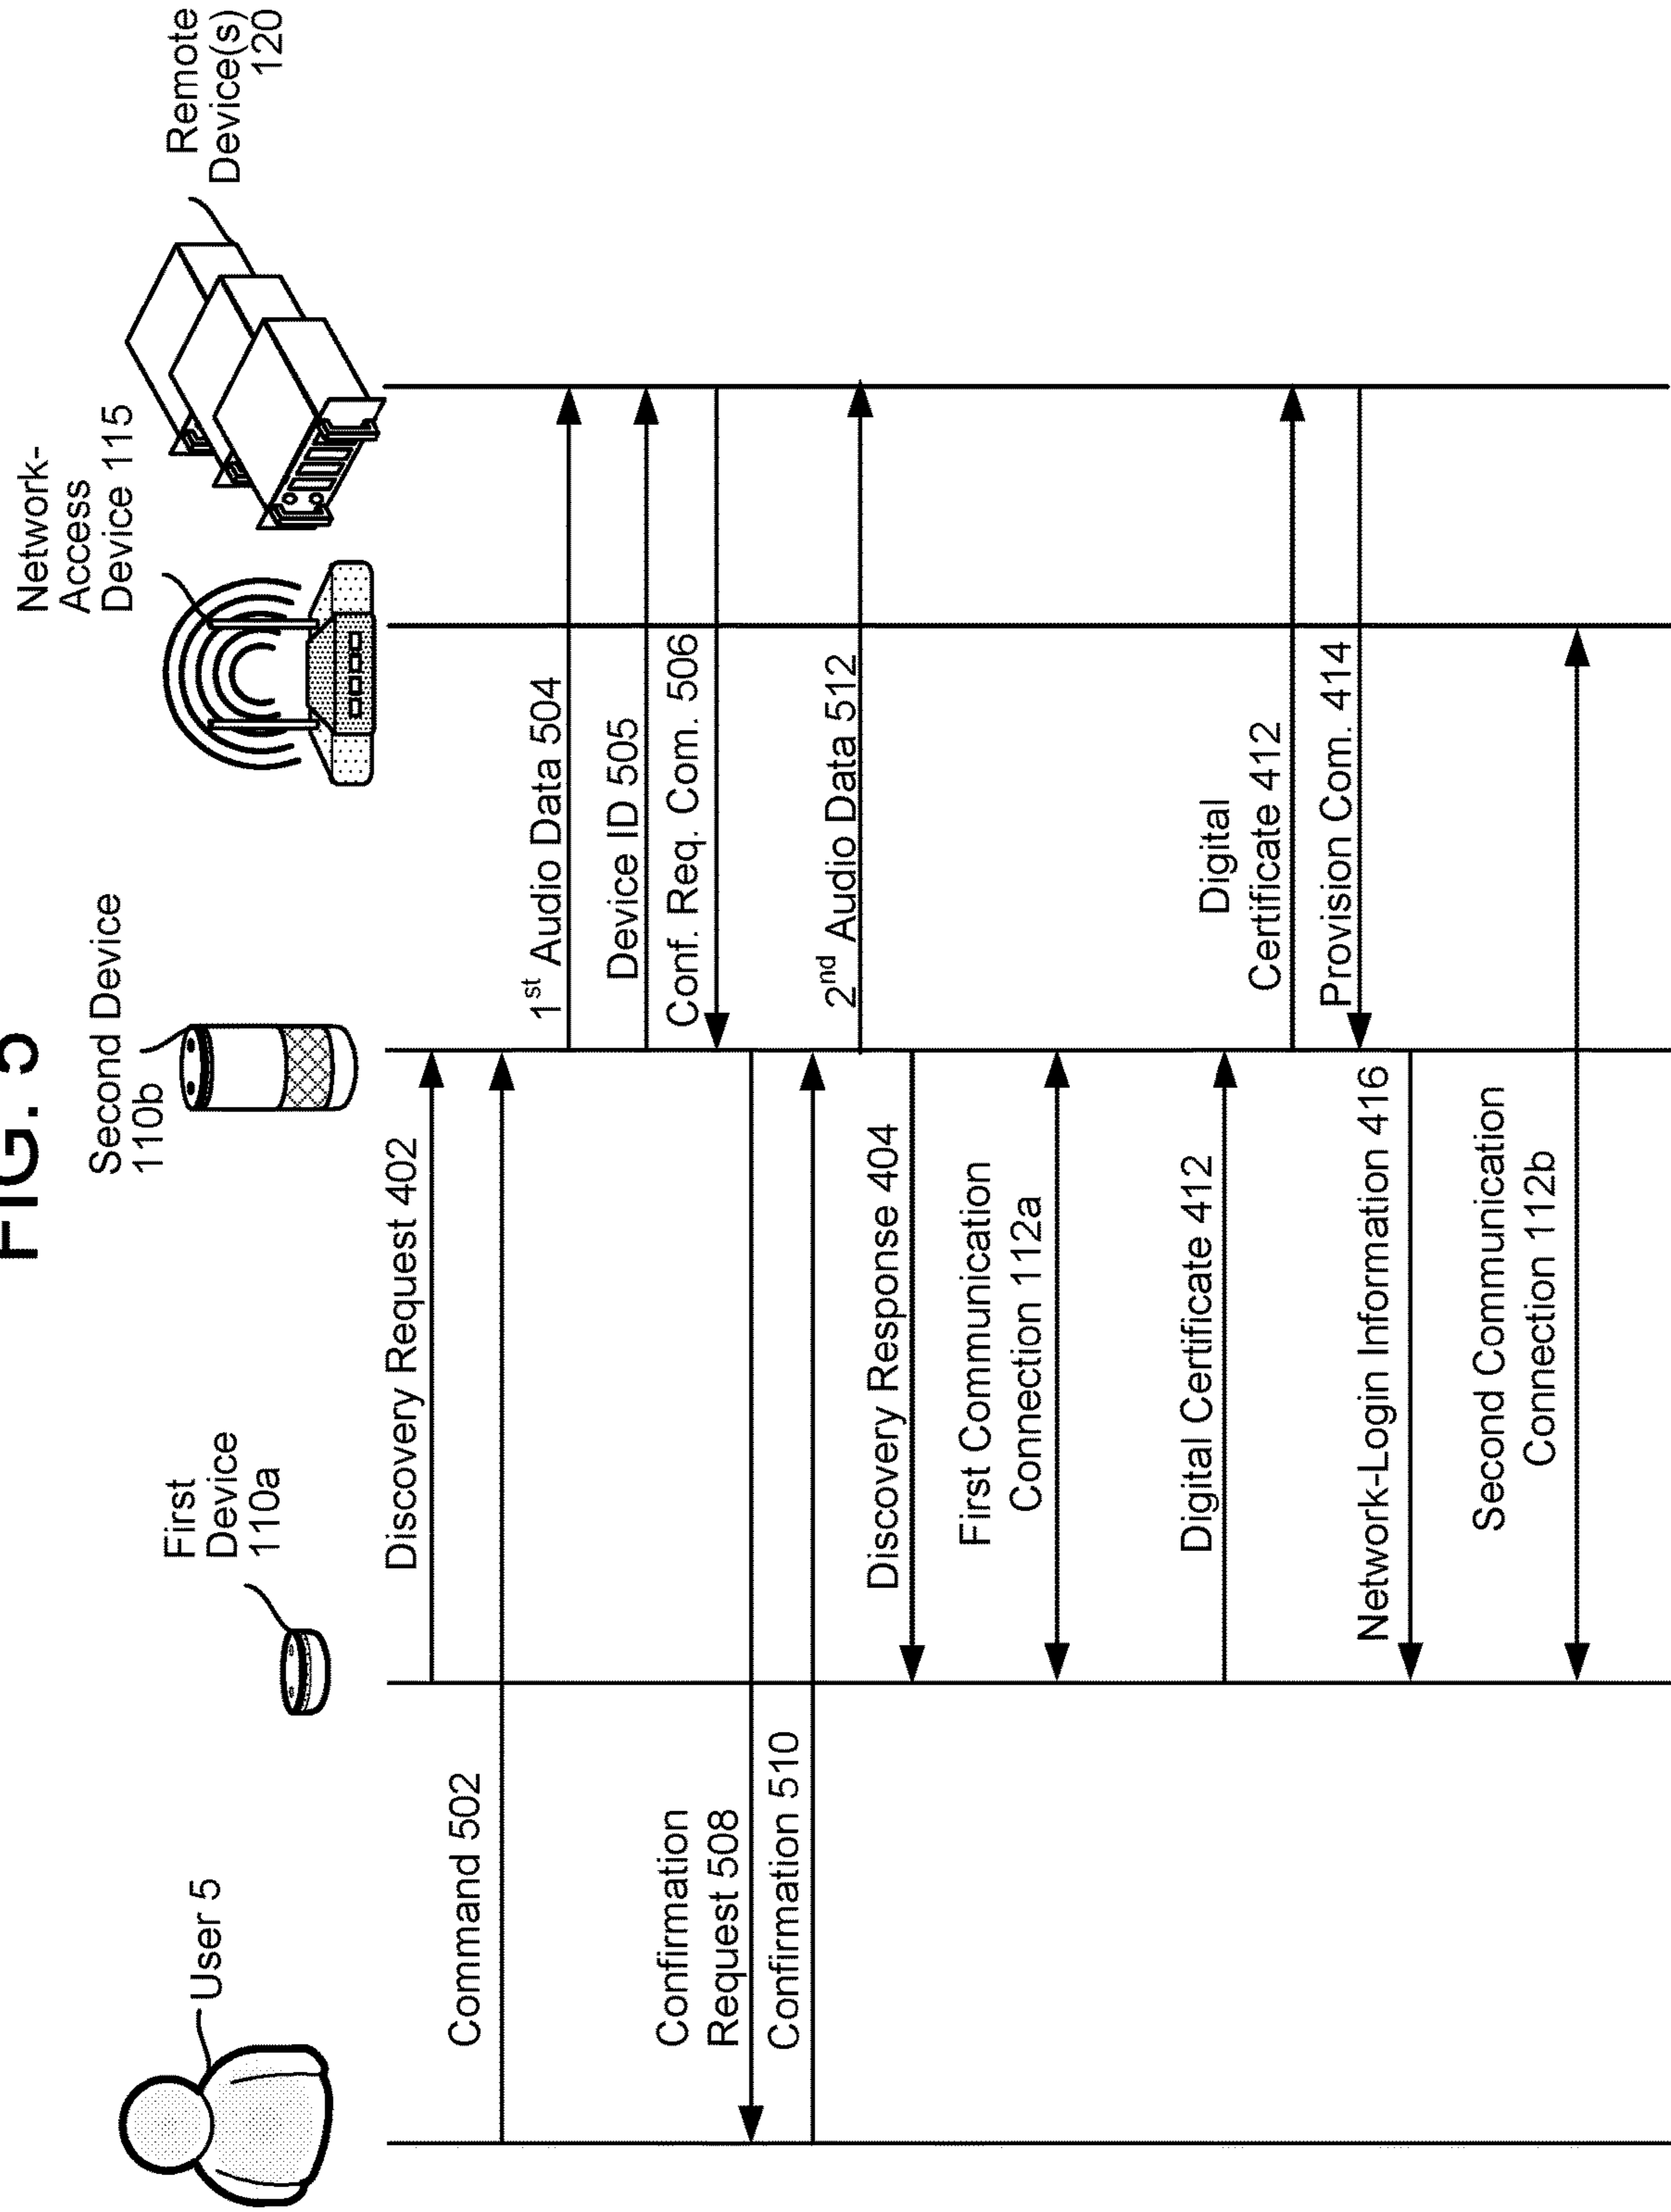 FIG. 5
User 5
First
Device
110a
Second Device
110b
Network-
Access
Device 115
Remote
Device(s)
120
Discovery Request 402
Command 502
1st Audio Data 504
Device ID 505
Conf. Req. Com. 506
Confirmation
Request 508
Confirmation 510
2nd Audio Data 512
Discovery Response 404
First Communication
Connection 112a
Digital Certificate 412
Digital
Certificate 412
Provision Com. 414
Network-Login Information 416
Second Communication
Connection 112b